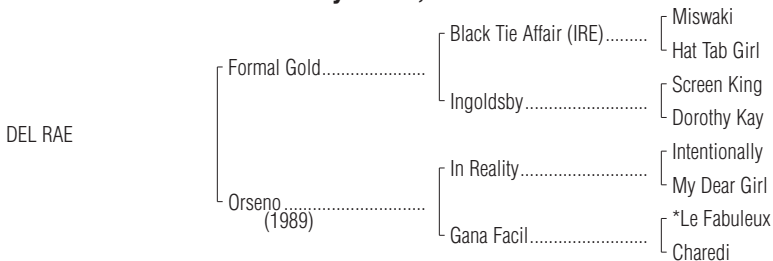 Miswaki
Black Tie Affair (IRE).........
Hat Tab Girl
Formal Gold......................
Screen King
Ingoldsby..........................
Dorothy Kay
DEL RAE
Intentionally
In Reality...........................
My Dear Girl
Orseno ..............................
(1989)
*Le Fabuleux
Gana Facil.........................
Charedi